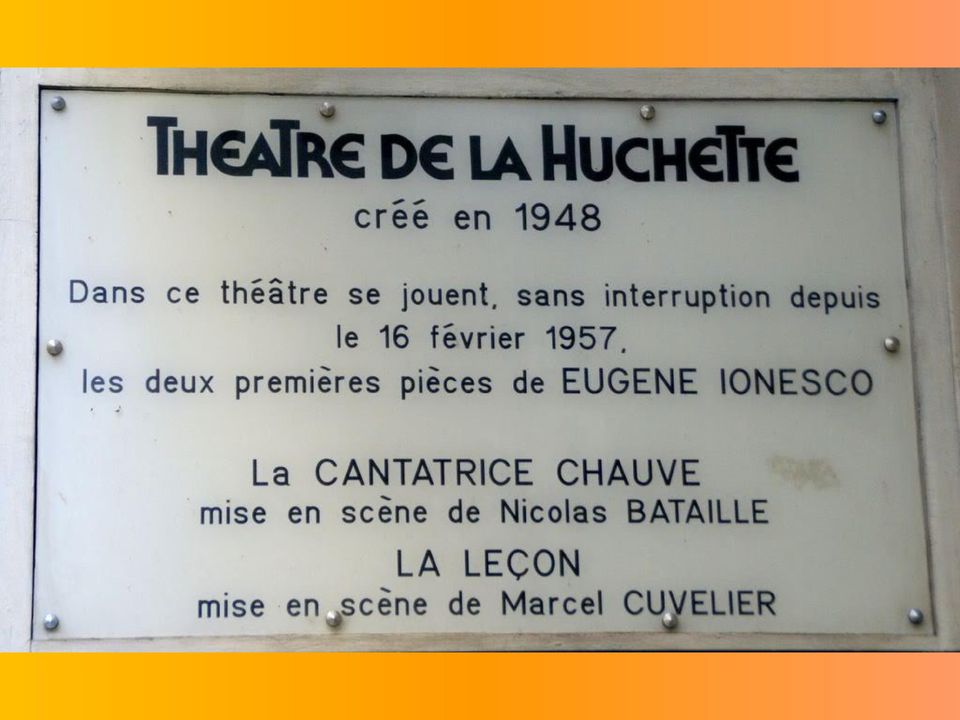 THEATRE DE LA HUCHETTE
créé en 1948
Dans ce théâtre se jouent, sans interruption depuis
le 16 février 1957,
les deux premières pièces de EUGENE IONESCO
La CANTATRICE CHAUVE
mise en scène de Nicolas BATAILLE
LA LEÇON
mise en scène de Marcel CUVELIER